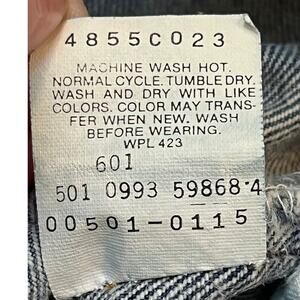 4855C023
MACHINE WASH HOT.
NORMAL CYCLE. TUMBLE DRY.
WASH AND DRY WITH LIKE
COLORS. COLOR MAY TRANS-
FER WHEN NEW. WASH
BEFORE WEARING.
WPL 423
601
501 0993 59868-4
00501-0115